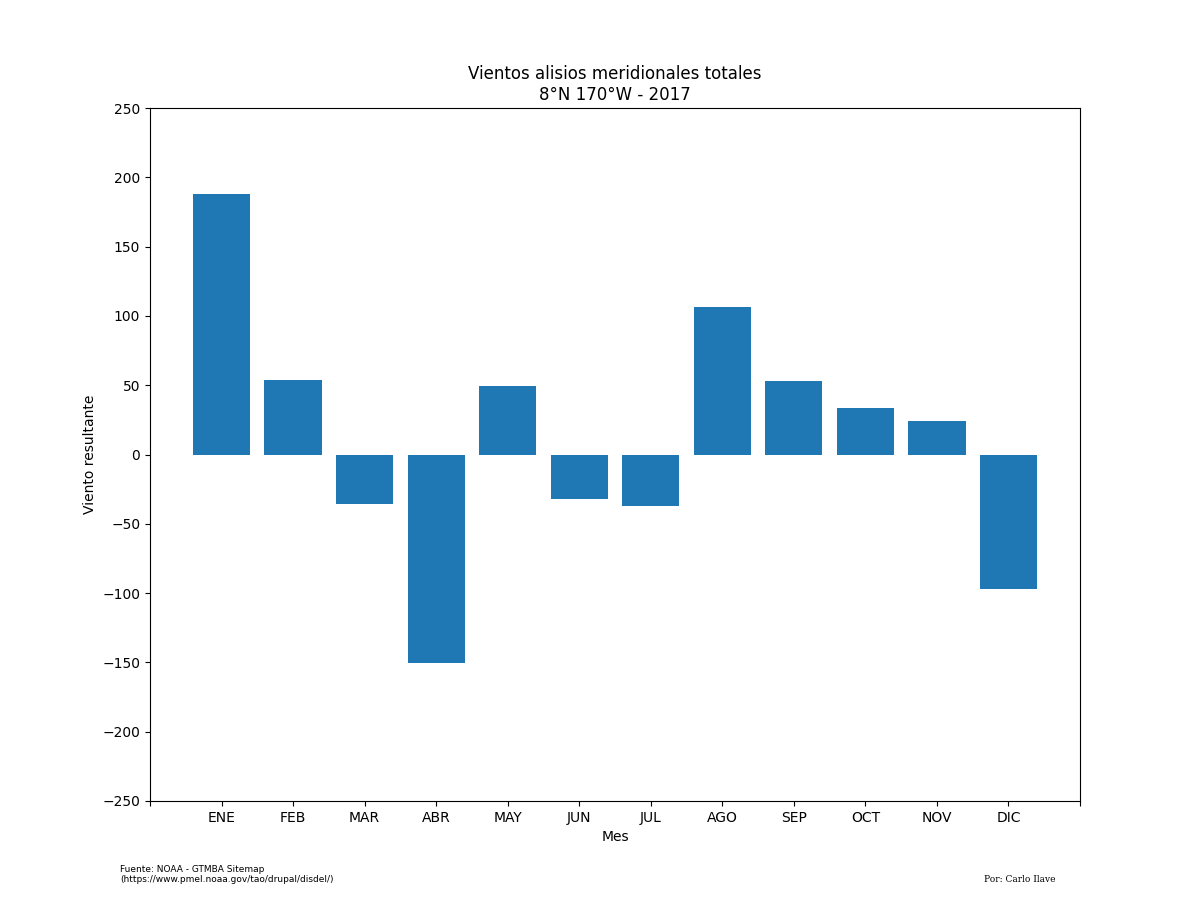 Vientos alisios meridionales totales
8°N 170°W - 2017
250
200
150
100
50
0
−50
−100
−150
−200
−250
Viento resultante
ENE FEB MAR ABR MAY JUN JUL AGO SEP OCT NOV DIC
Mes
Fuente: NOAA - GTMBA Sitemap
(https://www.pmel.noaa.gov/tao/drupal/disdel/)
Por: Carlo Ilave